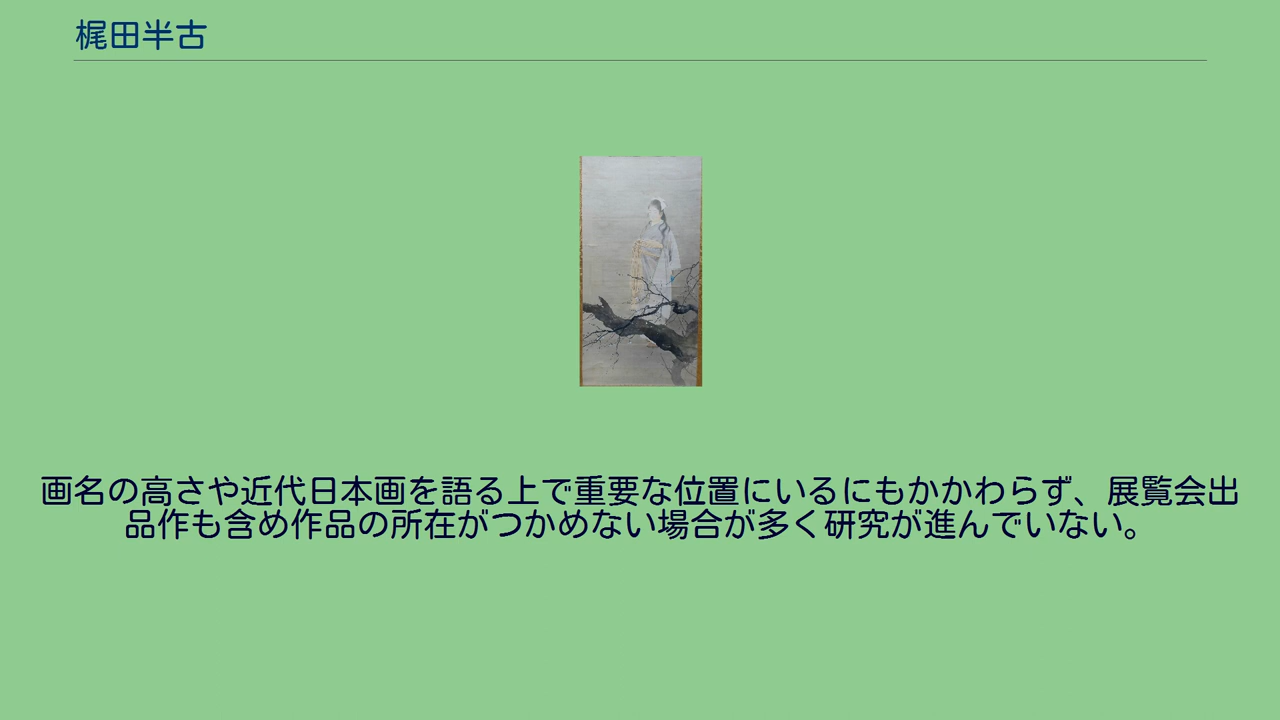 梶田半古
画名の高さや近代日本画を語る上で重要な位置にいるにもかかわらず、展覧会出
品作も含め作品の所在がつかめない場合が多く研究が進んでいない。